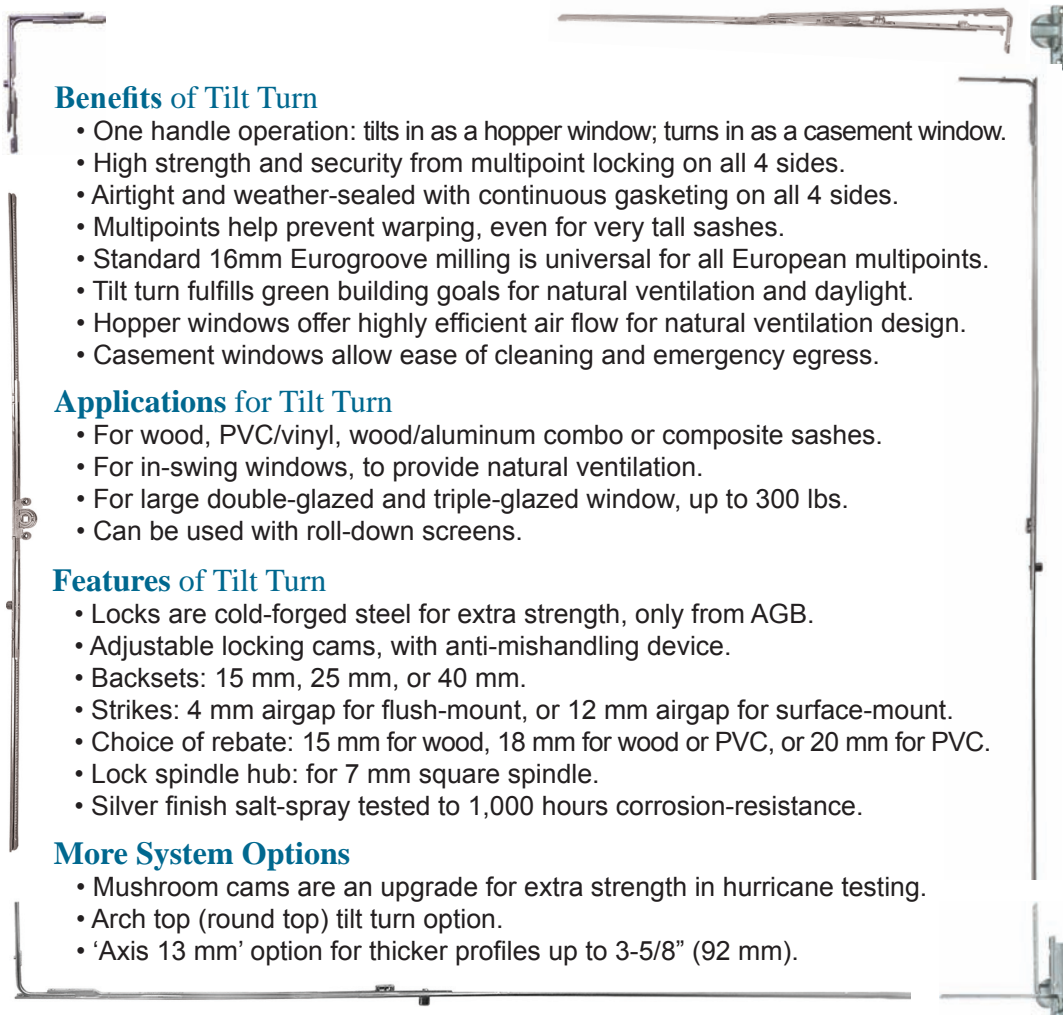 Benefits of Tilt Turn
• One handle operation: tilts in as a hopper window; turns in as a casement window.
• High strength and security from multipoint locking on all 4 sides.
• Airtight and weather-sealed with continuous gasketing on all 4 sides.
• Multipoints help prevent warping, even for very tall sashes.
• Standard 16mm Eurogroove milling is universal for all European multipoints.
• Tilt turn fulfills green building goals for natural ventilation and daylight.
• Hopper windows offer highly efficient air flow for natural ventilation design.
• Casement windows allow ease of cleaning and emergency egress.
Applications for Tilt Turn
• For wood, PVC/vinyl, wood/aluminum combo or composite sashes.
• For in-swing windows, to provide natural ventilation.
• For large double-glazed and triple-glazed window, up to 300 lbs.
• Can be used with roll-down screens.
Features of Tilt Turn
• Locks are cold-forged steel for extra strength, only from AGB.
• Adjustable locking cams, with anti-mishandling device.
• Backsets: 15 mm, 25 mm, or 40 mm.
• Strikes: 4 mm airgap for flush-mount, or 12 mm airgap for surface-mount.
• Choice of rebate: 15 mm for wood, 18 mm for wood or PVC, or 20 mm for PVC.
• Lock spindle hub: for 7 mm square spindle.
• Silver finish salt-spray tested to 1,000 hours corrosion-resistance.
More System Options
• Mushroom cams are an upgrade for extra strength in hurricane testing.
• Arch top (round top) tilt turn option.
• ‘Axis 13 mm’ option for thicker profiles up to 3-5/8” (92 mm).